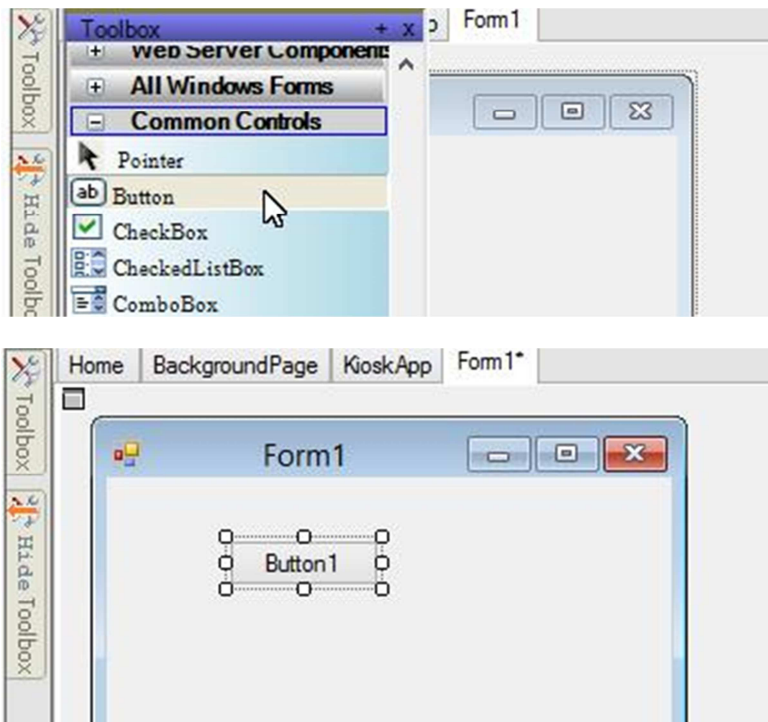 Toolbox + x Form1
Web Server Components
All Windows Forms
Common Controls
Pointer
ab Button
CheckBox
CheckedListBox
ComboBox
Toolbox
Hide
Home BackgroundPage KioskApp Form1*
Form1
Button1
Toolbox
Hide Toolbox